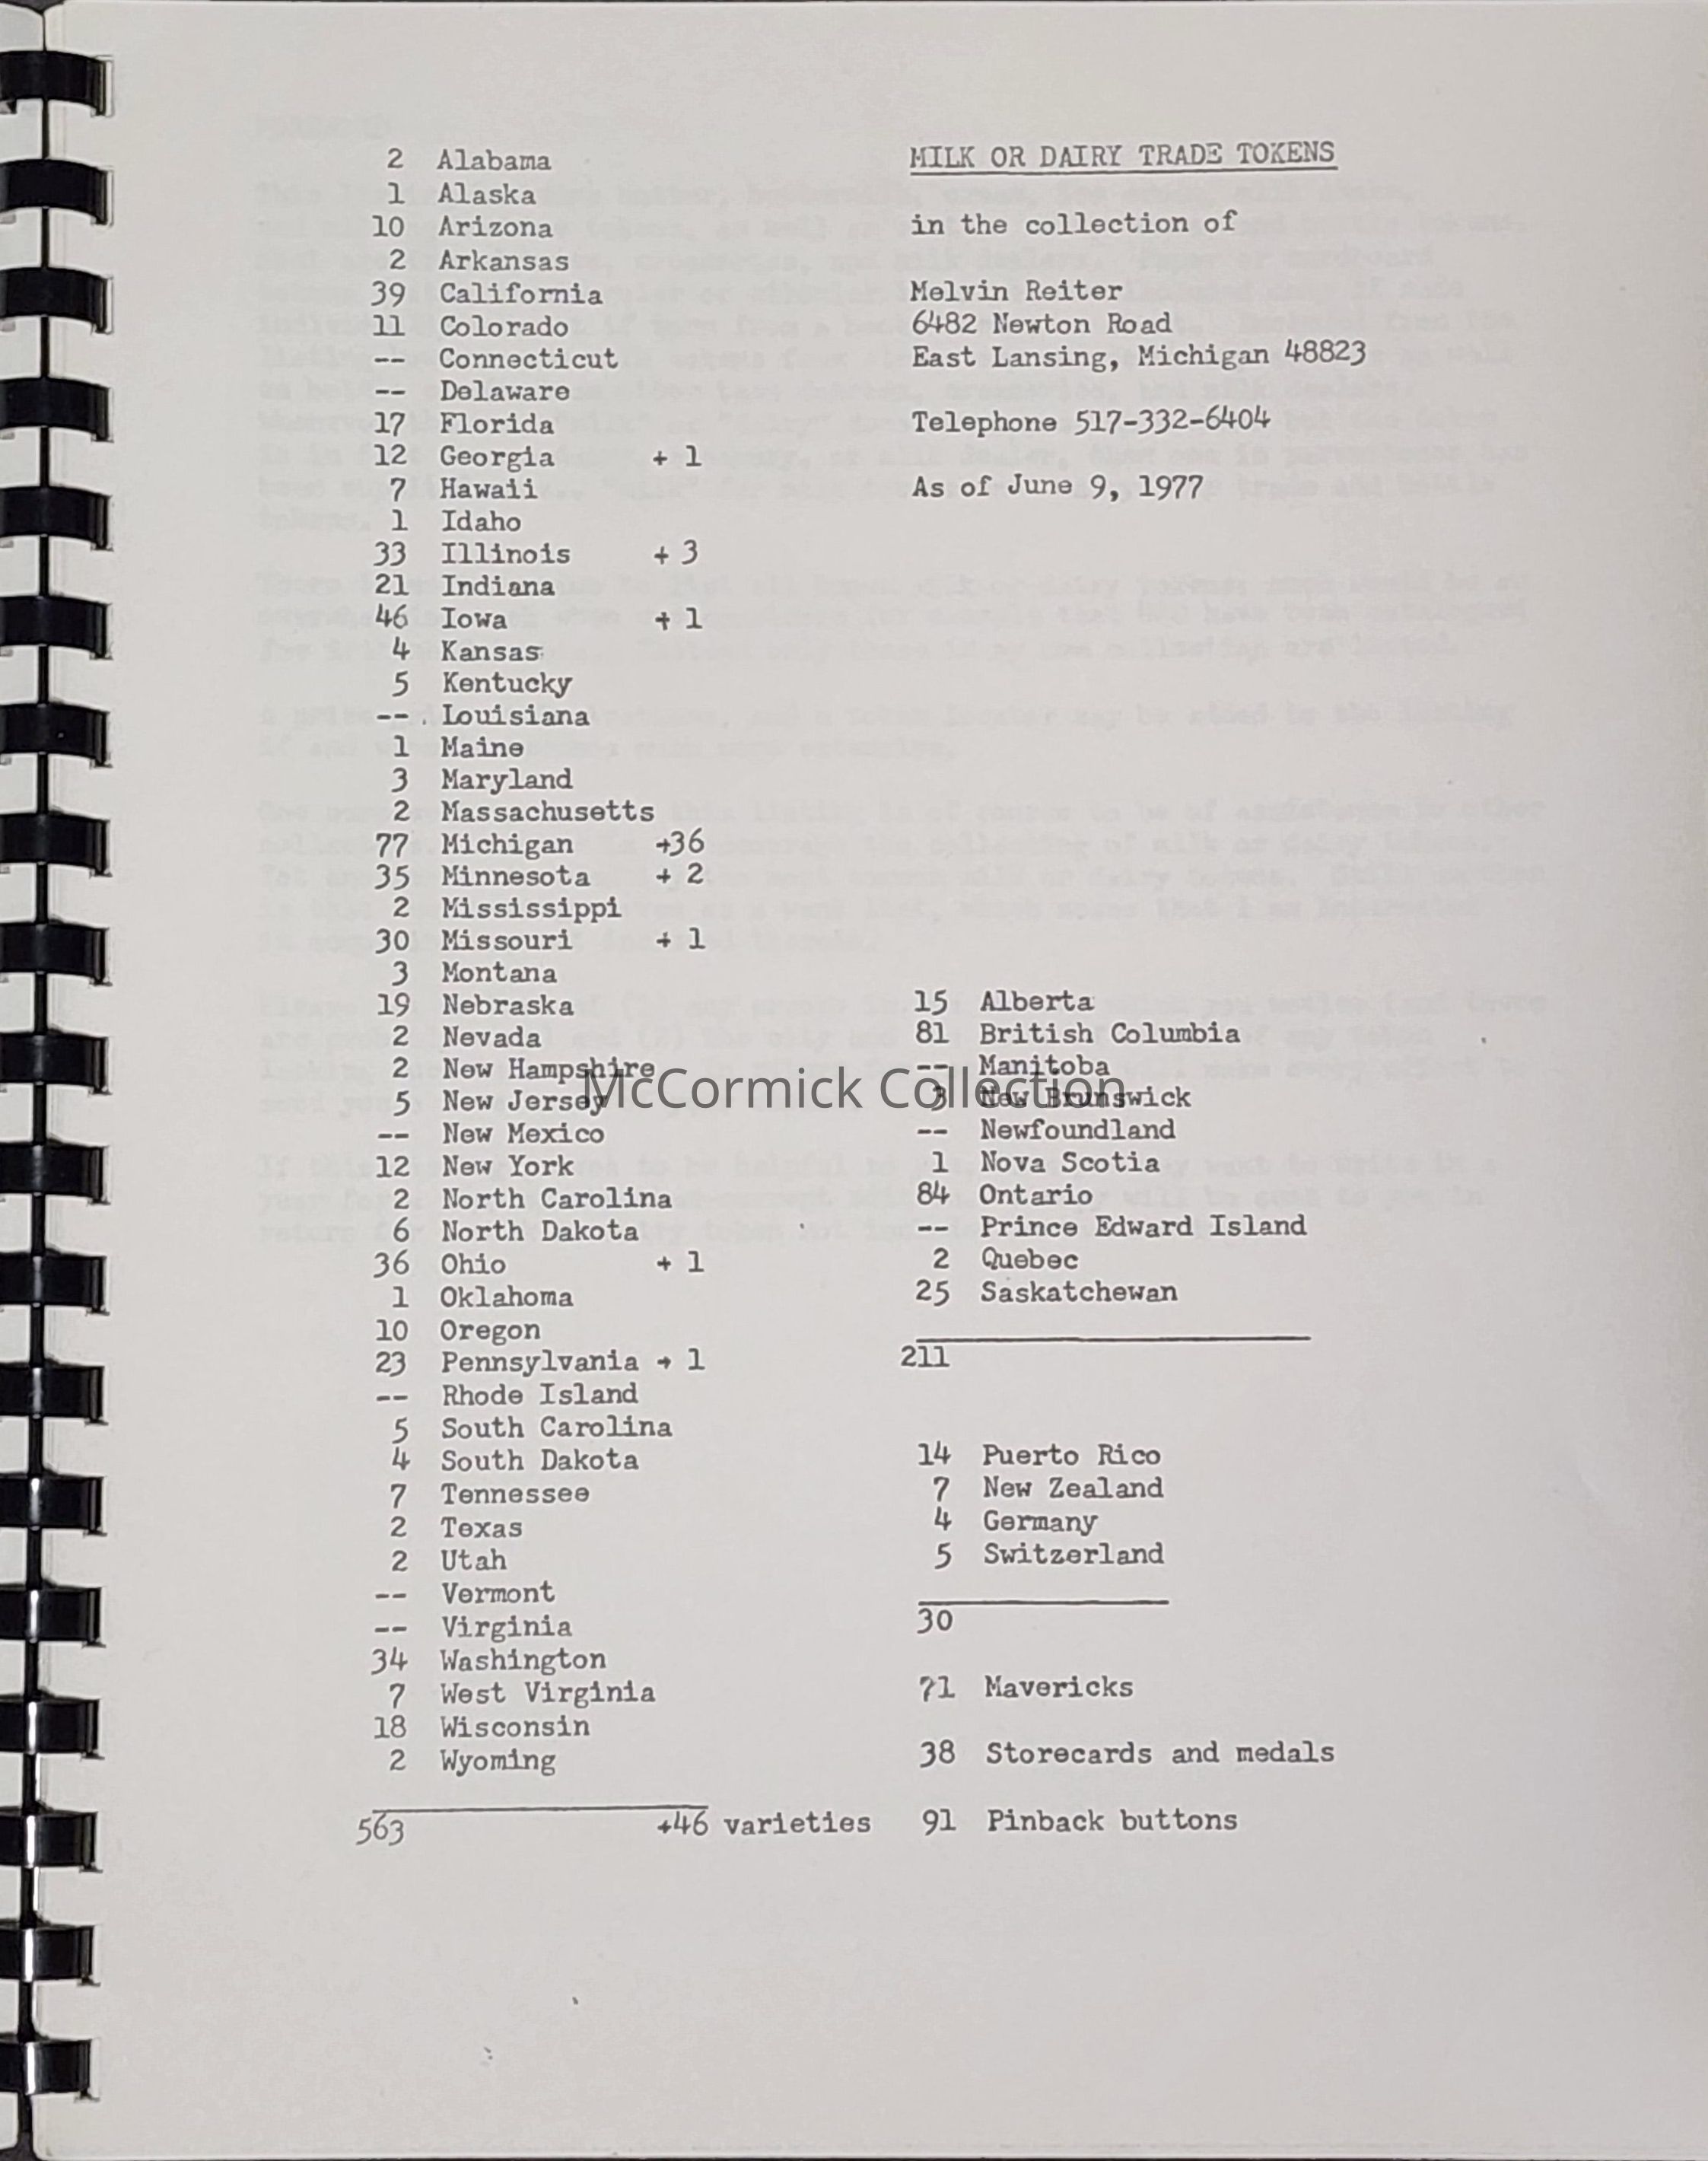 2 Alabama
1 Alaska
10 Arizona
2 Arkansas
39 California
11 Colorado
-- Connecticut
-- Delaware
17 Florida
12 Georgia + 1
7 Hawaii
1 Idaho
33 Illinois + 3
21 Indiana
46 Iowa + 1
4 Kansas
5 Kentucky
-- Louisiana
1 Maine
3 Maryland
2 Massachusetts
77 Michigan +36
35 Minnesota + 2
2 Mississippi
30 Missouri + 1
3 Montana
19 Nebraska
2 Nevada
2 New Hampshire
5 New Jersey
-- New Mexico
12 New York
2 North Carolina
6 North Dakota
36 Ohio + 1
1 Oklahoma
10 Oregon
23 Pennsylvania + 1
-- Rhode Island
5 South Carolina
4 South Dakota
7 Tennessee
2 Texas
2 Utah
-- Vermont
-- Virginia
34 Washington
7 West Virginia
18 Wisconsin
2 Wyoming
563 +46 varieties
MILK OR DAIRY TRADE TOKENS
in the collection of
Melvin Reiter
6482 Newton Road
East Lansing, Michigan 48823
Telephone 517-332-6404
As of June 9, 1977
15 Alberta
81 British Columbia
-- Manitoba
3 New Brunswick
-- Newfoundland
1 Nova Scotia
84 Ontario
-- Prince Edward Island
2 Quebec
25 Saskatchewan
211
14 Puerto Rico
7 New Zealand
4 Germany
5 Switzerland
30
71 Mavericks
38 Storecards and medals
91 Pinback buttons
McCormick Collection